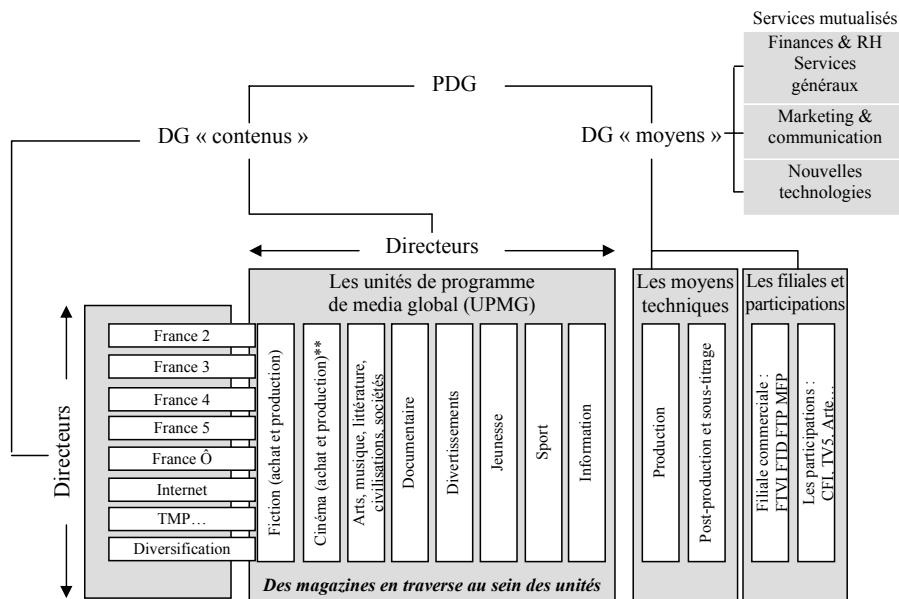 Services mutualisés
Finances & RH
Services
généraux
PDG
DG « contenus »
DG « moyens »
Marketing &
communication
Nouvelles
technologies
Directeurs
Les unités de programme
de media global (UPMG)
Les moyens
techniques
Les filiales et
participations
Directeurs
France 2
France 3
France 4
France 5
France Ô
Internet
TMP…
Diversification
Fiction (achat et production)
Cinéma (achat et production)**
Arts, musique, littérature,
civilisations, sociétés
Documentaire
Divertissements
Jeunesse
Sport
Information
Production
Post-production et sous-titrage
Filiale commerciale :
FTVI FTD FTP MFP
Les participations :
CFI, TV5, Arte…
Des magazines en traverse au sein des unités